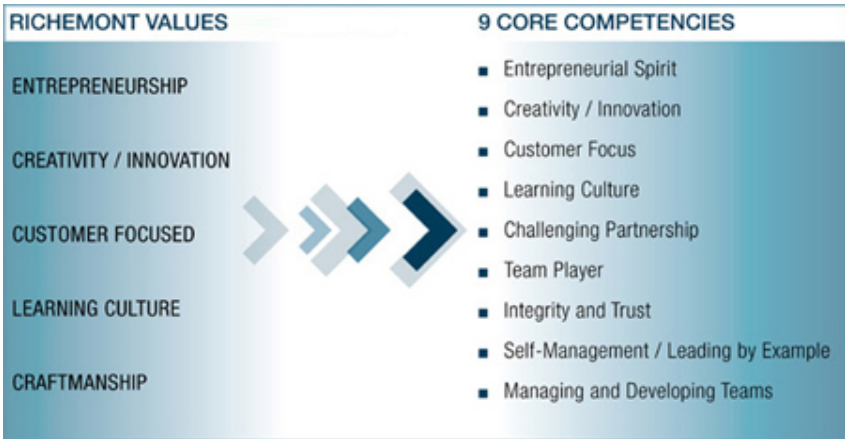 RICHEMONT VALUES
ENTREPRENEURSHIP
CREATIVITY / INNOVATION
CUSTOMER FOCUSED
LEARNING CULTURE
CRAFTMANSHIP
9 CORE COMPETENCIES
Entrepreneurial Spirit
Creativity / Innovation
Customer Focus
Learning Culture
Challenging Partnership
Team Player
Integrity and Trust
Self-Management / Leading by Example
Managing and Developing Teams